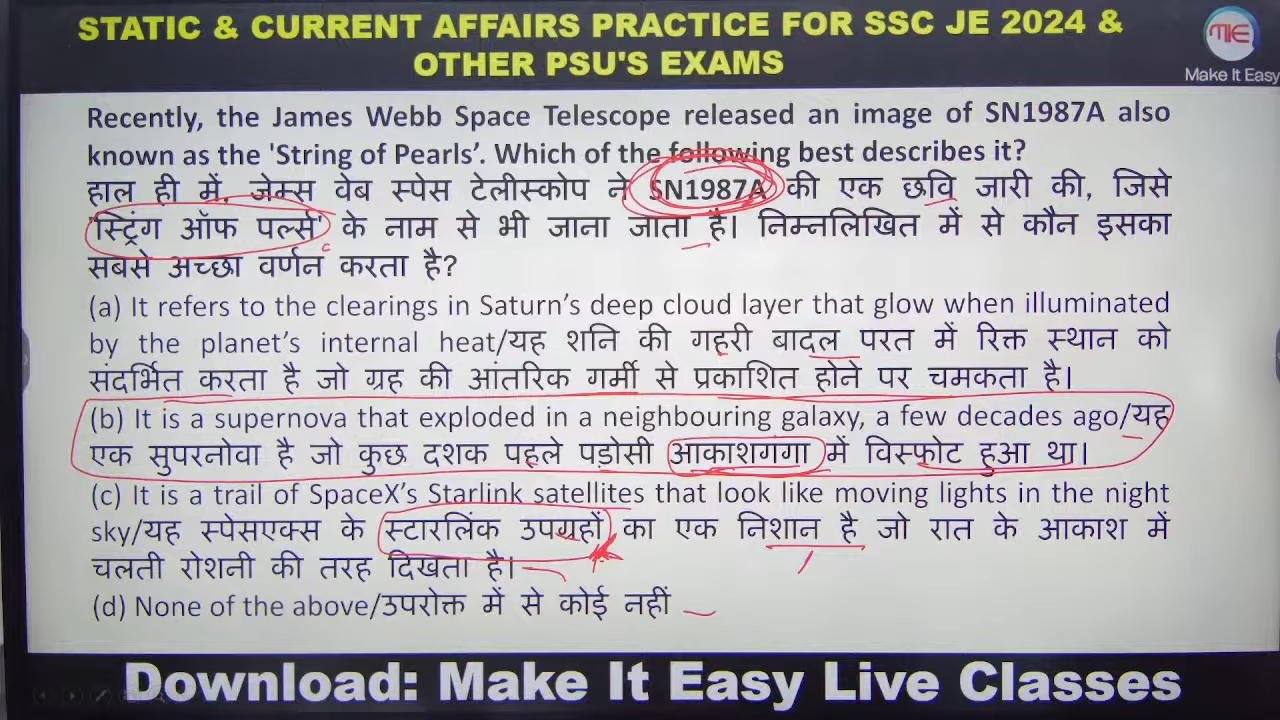 STATIC & CURRENT AFFAIRS PRACTICE FOR SSC JE 2024 &
OTHER PSU'S EXAMS
MIE
Make It Easy
Recently, the James Webb Space Telescope released an image of SN1987A also
known as the 'String of Pearls’. Which of the following best describes it?
हाल ही में, जेम्स वेब स्पेस टेलीस्कोप ने SN1987A की एक छवि जारी की, जिसे
'स्ट्रिंग ऑफ पर्ल्स' के नाम से भी जाना जाता है। निम्नलिखित में से कौन इसका
सबसे अच्छा वर्णन करता है?
(a) It refers to the clearings in Saturn’s deep cloud layer that glow when illuminated
by the planet’s internal heat/यह शनि की गहरी बादल परत में रिक्त स्थान को
संदर्भित करता है जो ग्रह की आंतरिक गर्मी से प्रकाशित होने पर चमकता है।
(b) It is a supernova that exploded in a neighbouring galaxy, a few decades ago/यह
एक सुपरनोवा है जो कुछ दशक पहले पड़ोसी आकाशगंगा में विस्फोट हुआ था।
(c) It is a trail of SpaceX’s Starlink satellites that look like moving lights in the night
sky/यह स्पेसएक्स के स्टारलिंक उपग्रहों का एक निशान है जो रात के आकाश में
चलती रोशनी की तरह दिखता है।
(d) None of the above/उपरोक्त में से कोई नहीं
Download: Make It Easy Live Classes